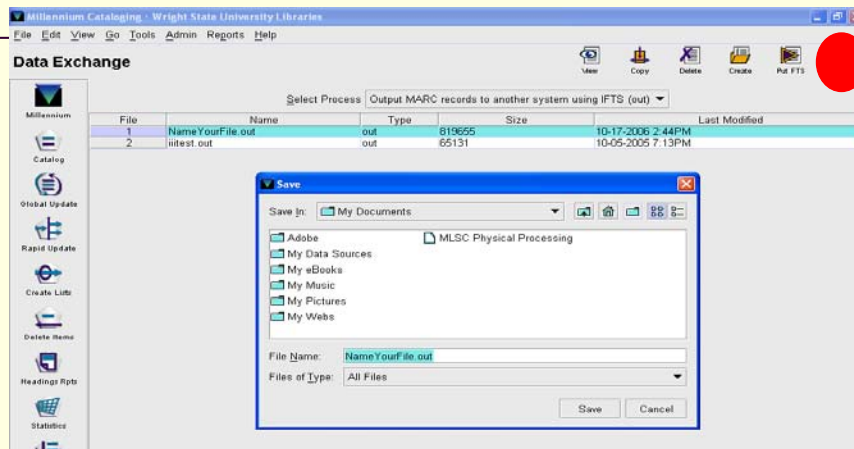 Millennium Cataloging · Wright State University Libraries
File Edit View Go Tools Admin Reports Help
Data Exchange
View Copy Delete Create Put FTS
Select Process Output MARC records to another system using IFTS (out)
File Name Type Size Last Modified
1 NameYourFile.out out 819655 10-17-2006 2:44PM
2 iiitest.out out 65131 10-05-2005 7:13PM
Millennium
Catalog
Global Update
Rapid Update
Create Lists
Delete Items
Headings Rpts
Statistics
Save
Save In: My Documents
Adobe MLSC Physical Processing
My Data Sources
My eBooks
My Music
My Pictures
My Webs
File Name: NameYourFile.out
Files of Type: All Files
Save Cancel